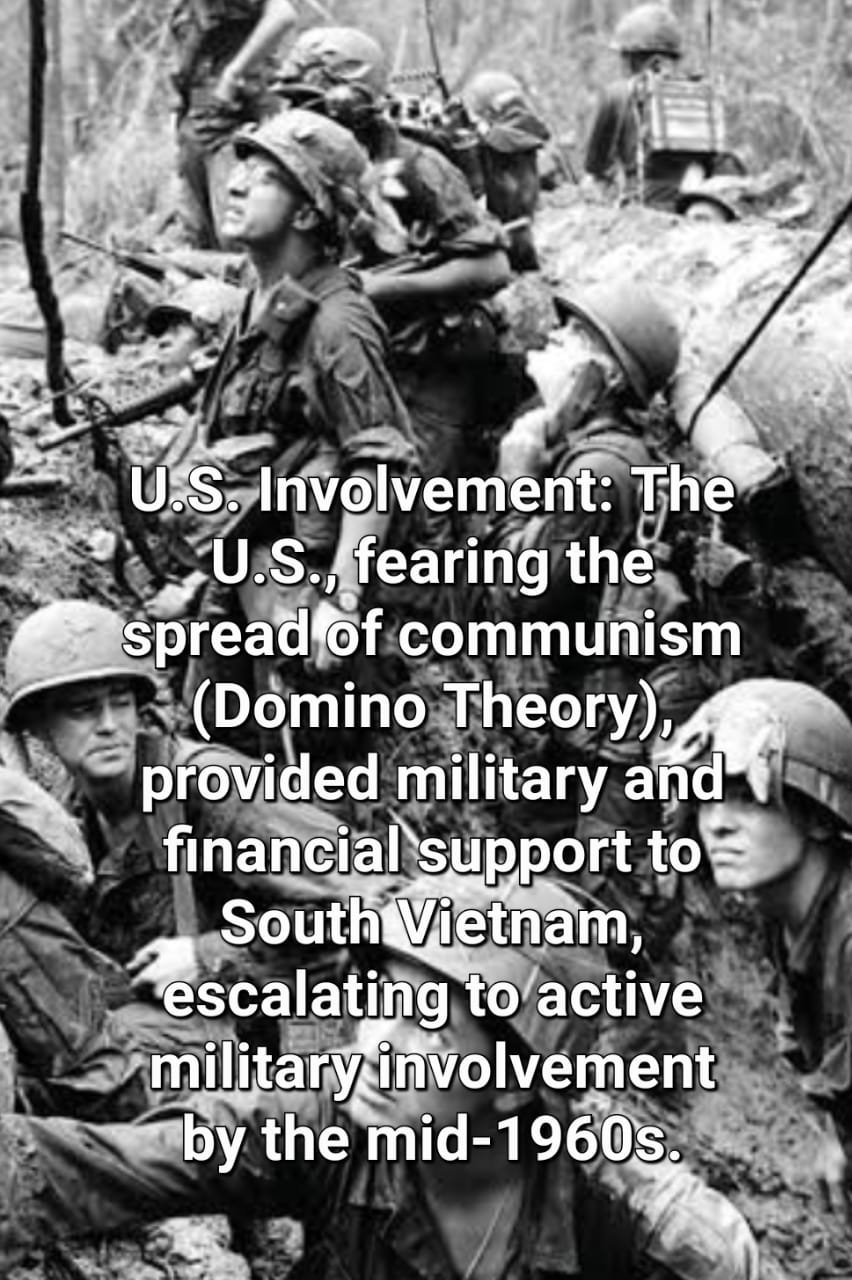 U.S. Involvement: The
U.S., fearing the
spread of communism
(Domino Theory),
provided military and
financial support to
South Vietnam,
escalating to active
military involvement
by the mid-1960s.